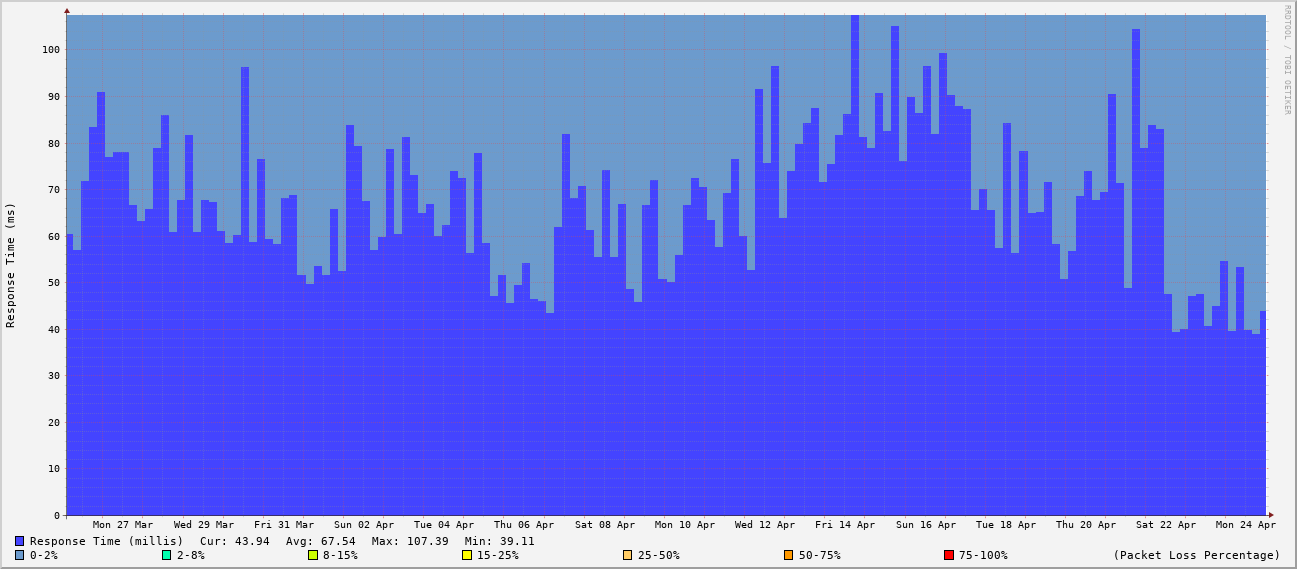 RRDTOOL / TOBI OETIKER
Response Time (ms)
100
90
80
70
60
50
40
30
20
10
0
Mon 27 Mar Wed 29 Mar Fri 31 Mar Sun 02 Apr Tue 04 Apr Thu 06 Apr Sat 08 Apr Mon 10 Apr Wed 12 Apr Fri 14 Apr Sun 16 Apr Tue 18 Apr Thu 20 Apr Sat 22 Apr Mon 24 Apr
Response Time (millis) Cur: 43.94 Avg: 67.54 Max: 107.39 Min: 39.11
0-2% 2-8% 8-15% 15-25% 25-50% 50-75% 75-100% (Packet Loss Percentage)